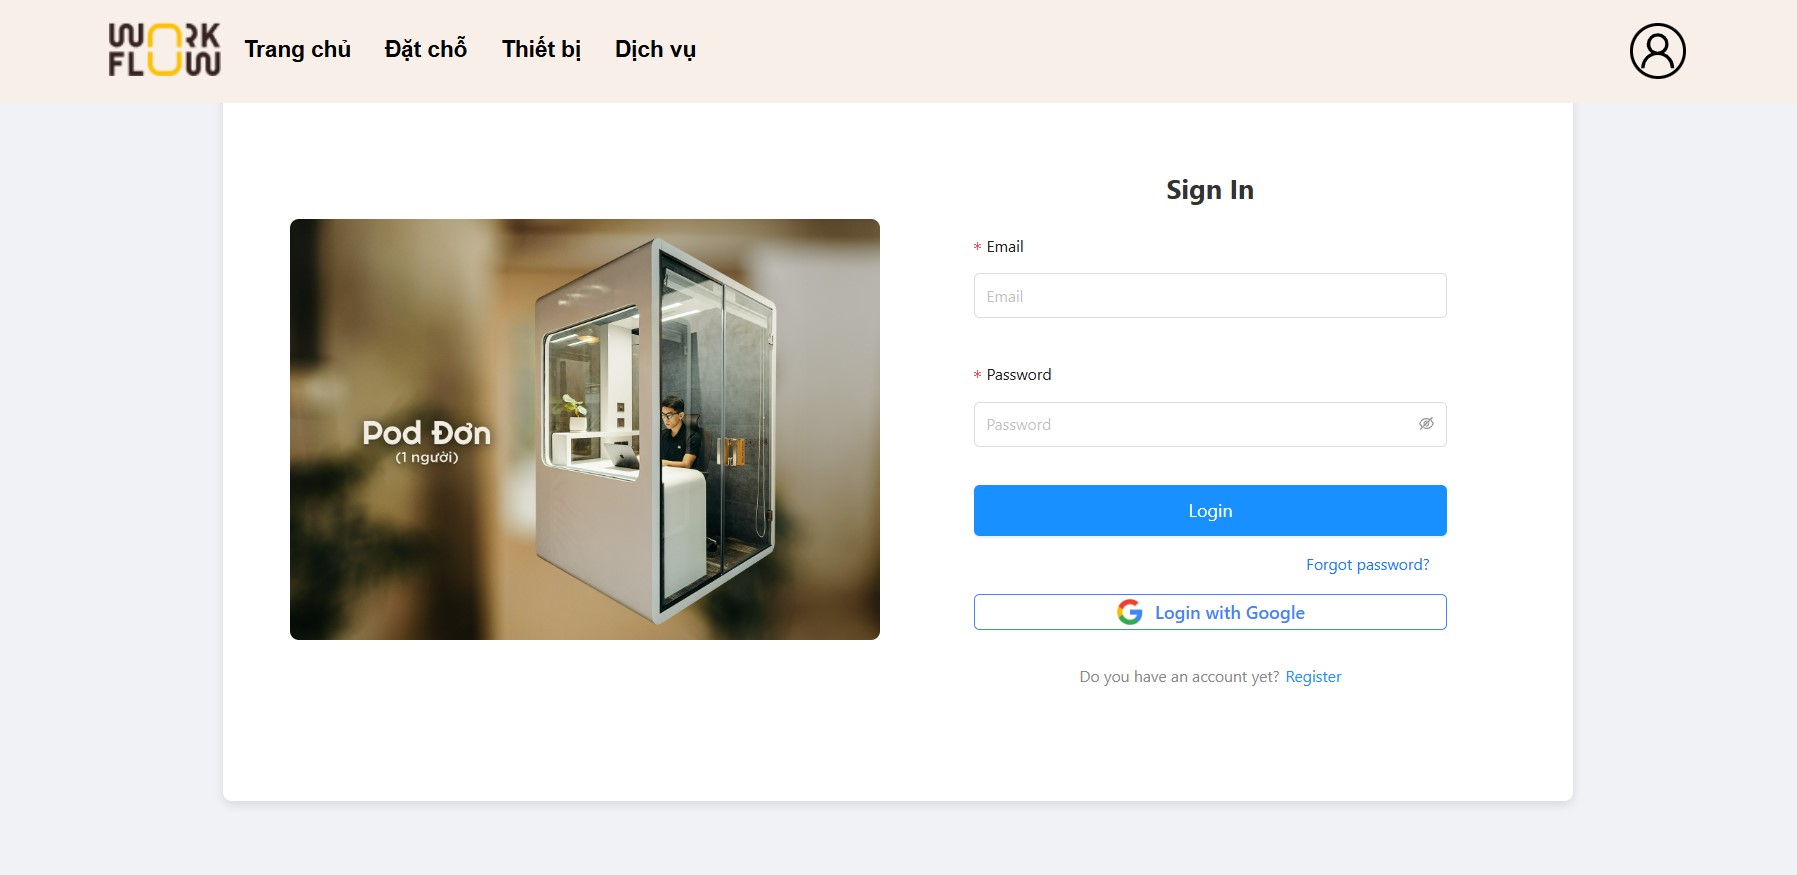 WORK
FLOW
Trang chủ
Đặt chỗ
Thiết bị
Dịch vụ
Pod Đơn
(1 người)
Sign In
* Email
Email
* Password
Password
Login
Forgot password?
Login with Google
Do you have an account yet? Register